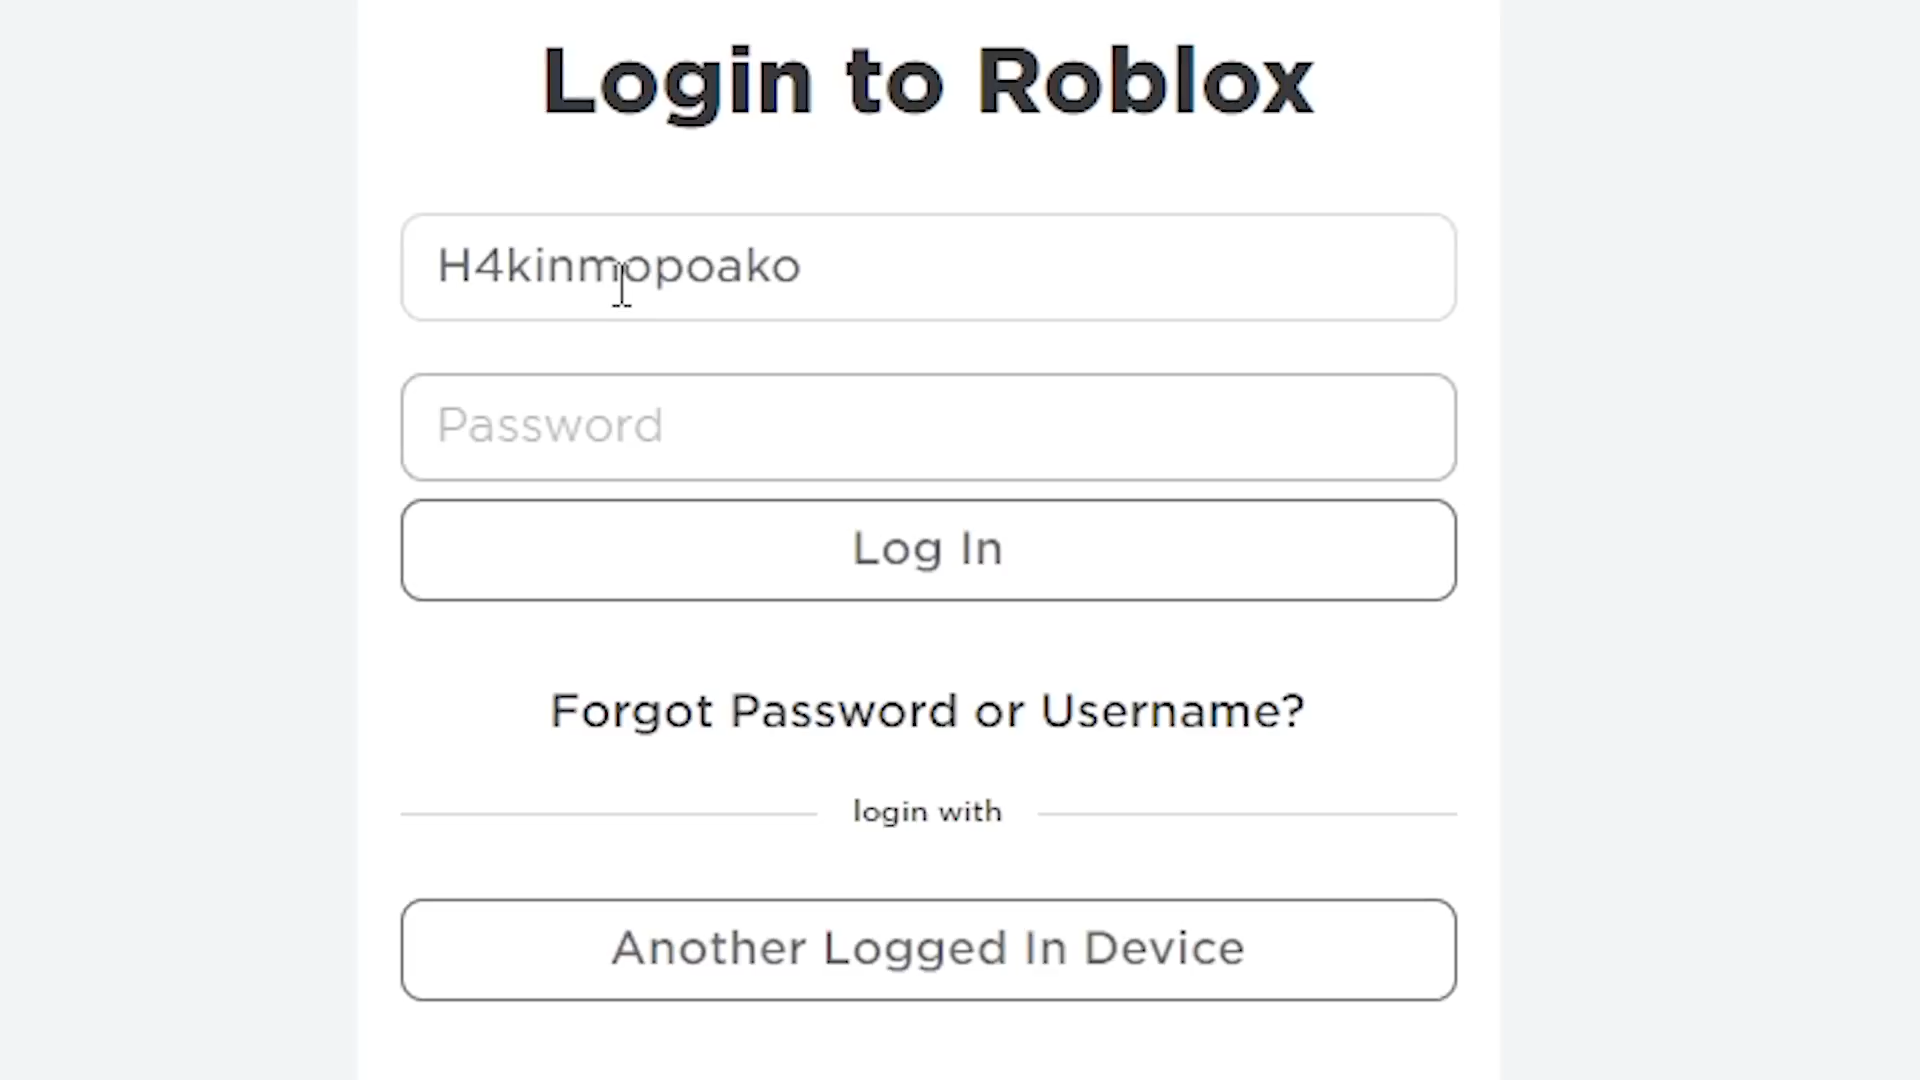 Login to Roblox
H4kinmopoako
Password
Log In
Forgot Password or Username?
login with
Another Logged In Device